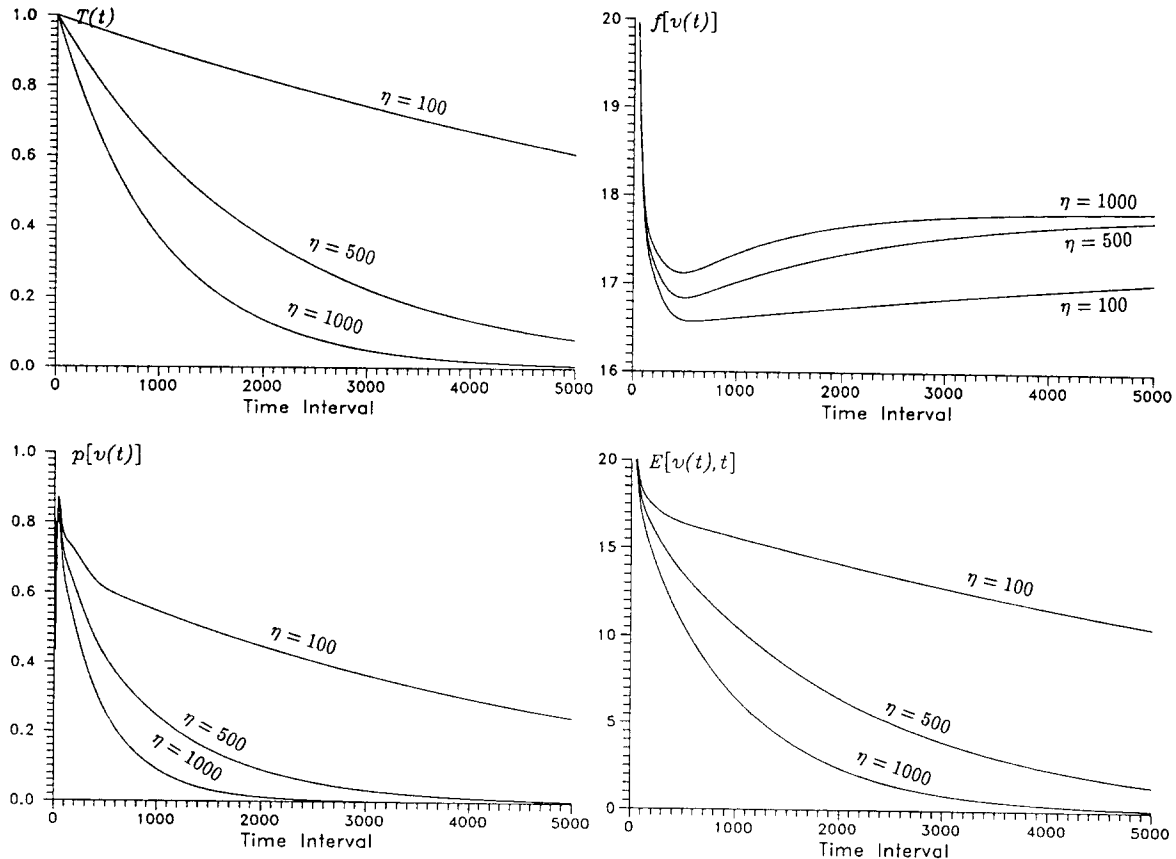 T(t)
1.0
0.8
0.6
0.4
0.2
0.0
η = 100
η = 500
η = 1000
0 1000 2000 3000 4000 5000
Time Interval
f[v(t)]
20
19
18
17
16
η = 1000
η = 500
η = 100
0 1000 2000 3000 4000 5000
Time Interval
p[v(t)]
1.0
0.8
0.6
0.4
0.2
0.0
η = 100
η = 500
η = 1000
0 1000 2000 3000 4000 5000
Time Interval
E[v(t),t]
20
15
10
5
0
η = 100
η = 500
η = 1000
0 1000 2000 3000 4000 5000
Time Interval